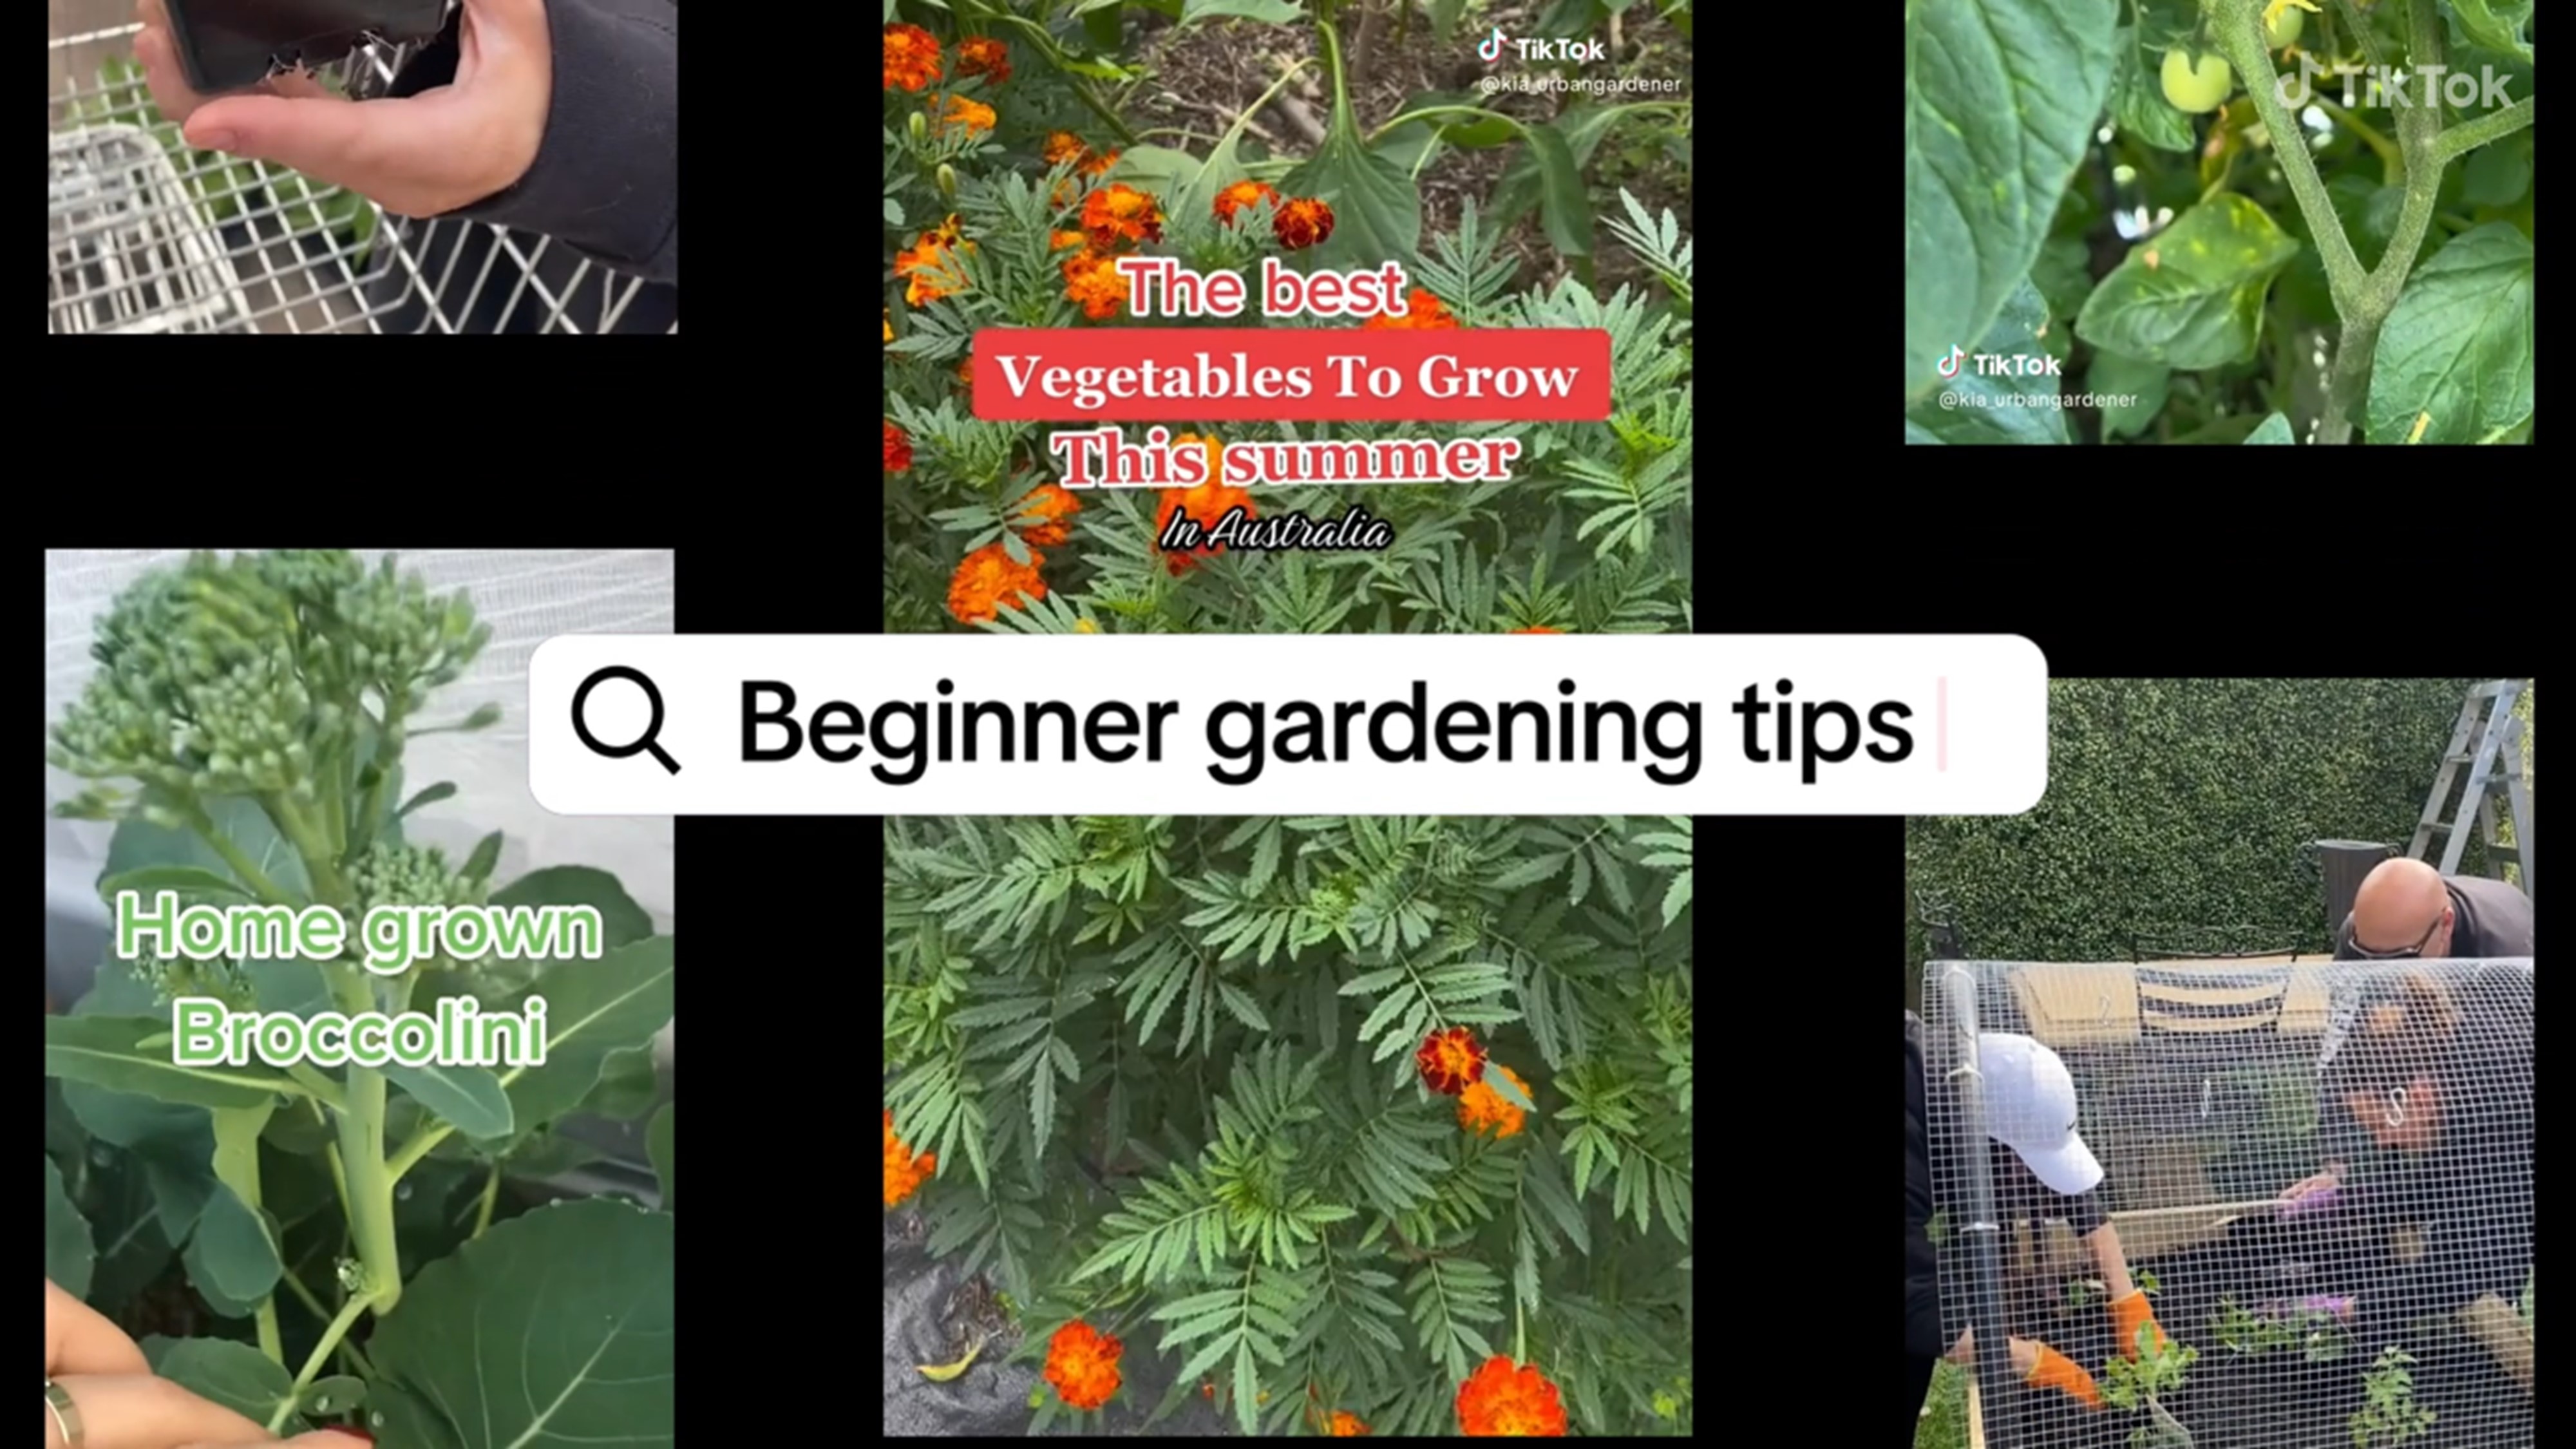 TikTok
@kia_urbangardener
TikTok
The best
Vegetables To Grow
This summer
In Australia
TikTok
@kia_urbangardener
Beginner gardening tips
Home grown
Broccolini